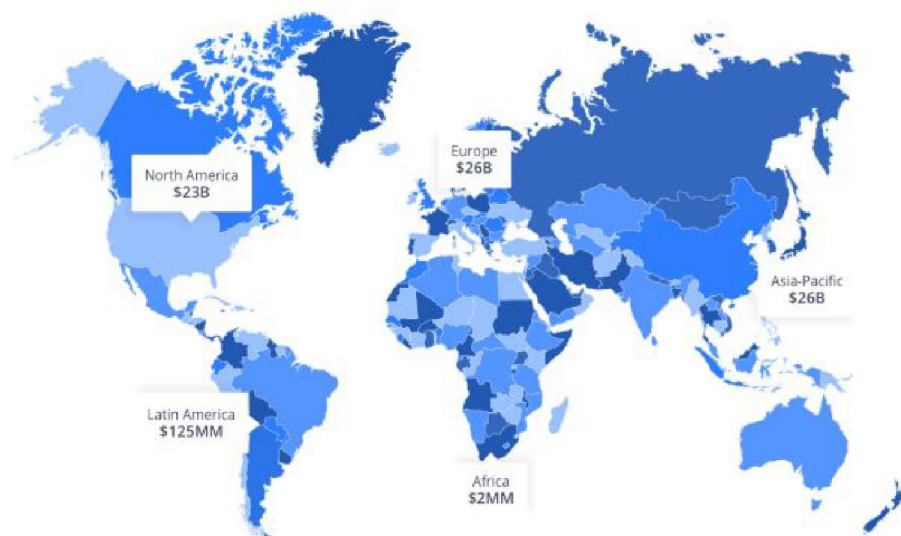 North America
$23B
Europe
$26B
Asia-Pacific
$26B
Latin America
$125MM
Africa
$2MM